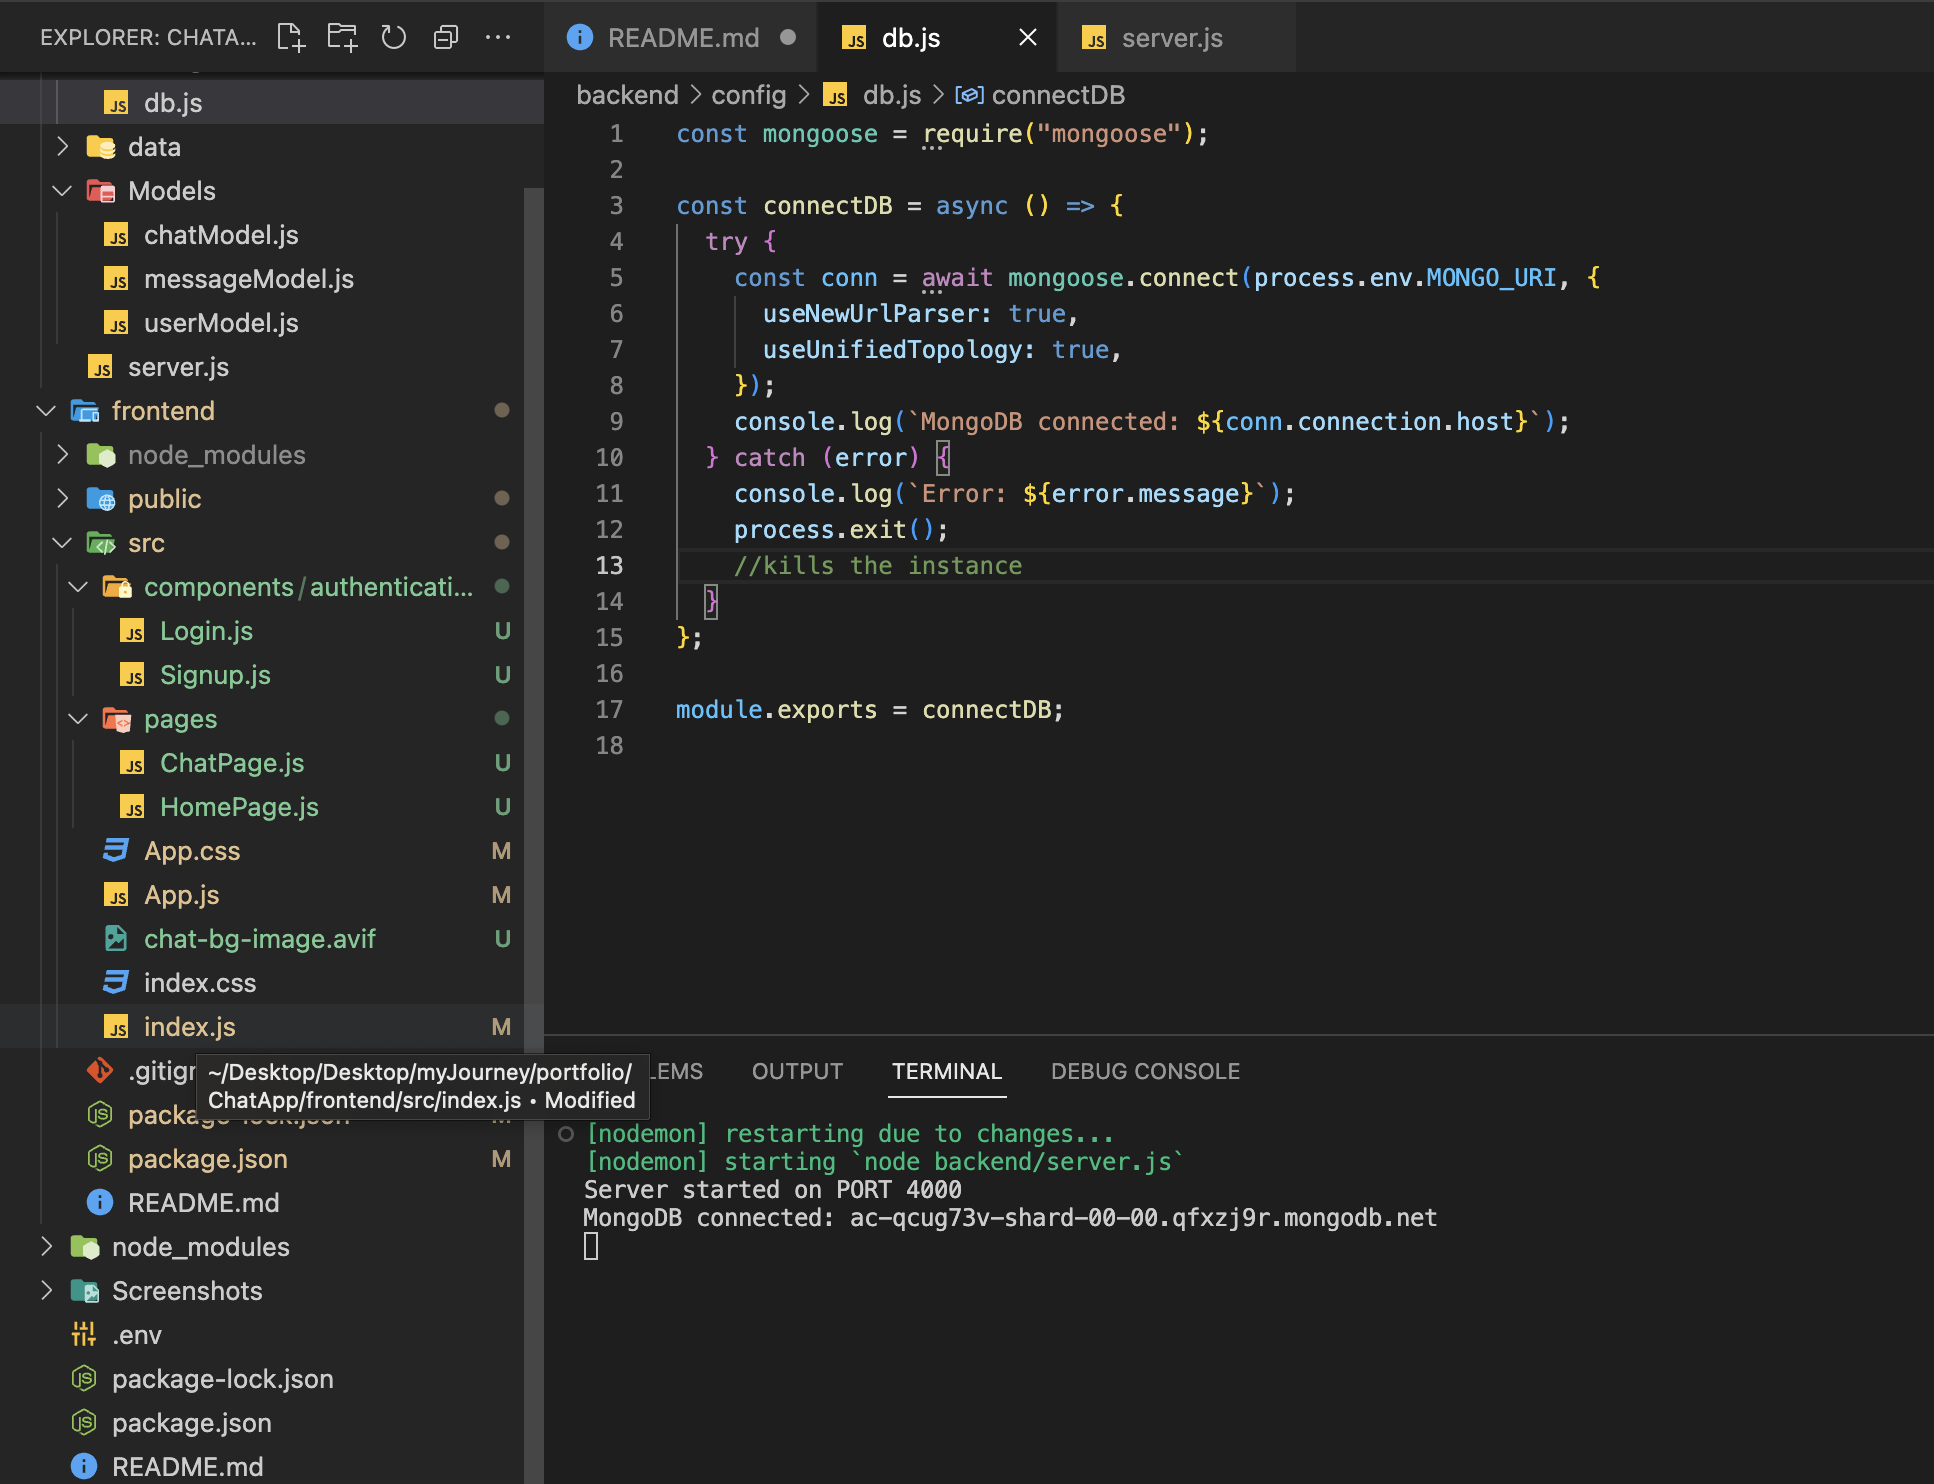 EXPLORER: CHATA...
db.js
data
Models
chatModel.js
messageModel.js
userModel.js
server.js
frontend
node_modules
public
src
components/authenticati...
Login.js U
Signup.js U
pages
ChatPage.js U
HomePage.js U
App.css M
App.js M
chat-bg-image.avif U
index.css
index.js M
.gitigr
~/Desktop/Desktop/myJourney/portfolio/
ChatApp/frontend/src/index.js • Modified
package-lock.json M
package.json M
README.md
node_modules
Screenshots
.env
package-lock.json
package.json
README.md
README.md
db.js
server.js
backend > config > JS db.js > connectDB
1 const mongoose = require("mongoose");
2
3 const connectDB = async () => {
4 try {
5 const conn = await mongoose.connect(process.env.MONGO_URI, {
6 useNewUrlParser: true,
7 useUnifiedTopology: true,
8 });
9 console.log(`MongoDB connected: ${conn.connection.host}`);
10 } catch (error) {
11 console.log(`Error: ${error.message}`);
12 process.exit();
13 //kills the instance
14 }
15 };
16
17 module.exports = connectDB;
18
LEMS OUTPUT TERMINAL DEBUG CONSOLE
[nodemon] restarting due to changes...
[nodemon] starting `node backend/server.js`
Server started on PORT 4000
MongoDB connected: ac-qcug73v-shard-00-00.qfxzj9r.mongodb.net